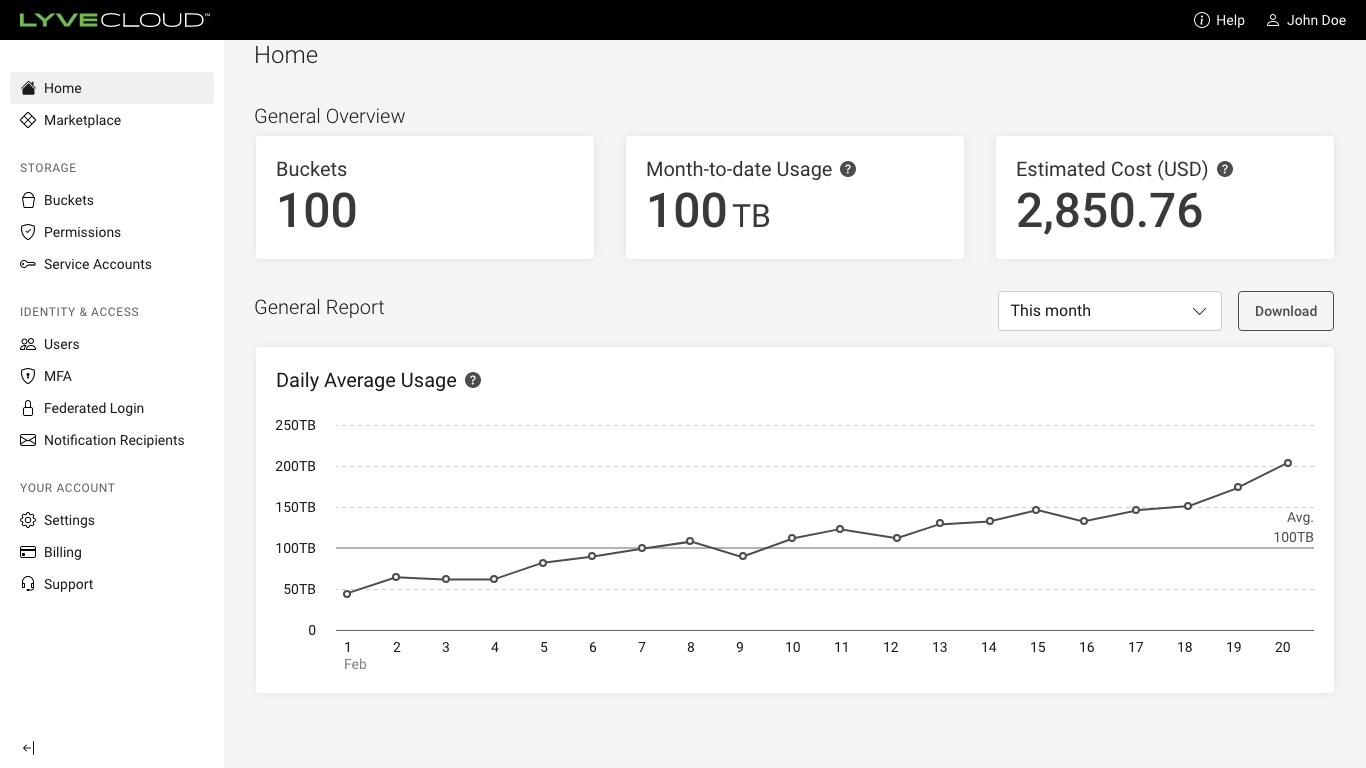 LYVECLOUD™
Help
John Doe
Home
Marketplace
STORAGE
Buckets
Permissions
Service Accounts
IDENTITY & ACCESS
Users
MFA
Federated Login
Notification Recipients
YOUR ACCOUNT
Settings
Billing
Support
Home
General Overview
Buckets
100
Month-to-date Usage ?
100 TB
Estimated Cost (USD) ?
2,850.76
General Report
This month
Download
Daily Average Usage ?
250TB
200TB
150TB
100TB
50TB
0
Avg.
100TB
1 2 3 4 5 6 7 8 9 10 11 12 13 14 15 16 17 18 19 20
Feb